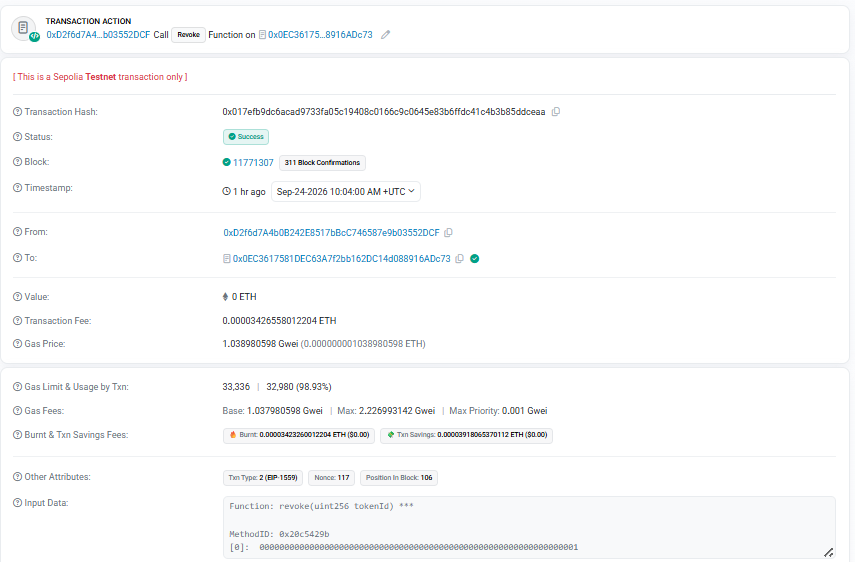 TRANSACTION ACTION
0xD2f6d7A4...b03552DCF Call Revoke Function on 0x0EC36175...8916ADc73
[ This is a Sepolia Testnet transaction only ]
Transaction Hash: 0x017efb9dc6acad9733fa05c19408c0166c9c0645e83b6ffdc41c4b3b85ddceaa
Status: Success
Block: 11771307 311 Block Confirmations
Timestamp: 1 hr ago Sep-24-2026 10:04:00 AM +UTC
From: 0xD2f6d7A4b0B242E8517bBcC746587e9b03552DCF
To: 0x0EC3617581DEC63A7f2bb162DC14d088916ADc73
Value: 0 ETH
Transaction Fee: 0.00003426558012204 ETH
Gas Price: 1.038980598 Gwei (0.000000001038980598 ETH)
Gas Limit & Usage by Txn: 33,336 | 32,980 (98.93%)
Gas Fees: Base: 1.037980598 Gwei | Max: 2.226993142 Gwei | Max Priority: 0.001 Gwei
Burnt & Txn Savings Fees: Burnt: 0.00003423260012204 ETH ($0.00) Txn Savings: 0.00003918065370112 ETH ($0.00)
Other Attributes: Txn Type: 2 (EIP-1559) Nonce: 117 Position In Block: 106
Input Data: Function: revoke(uint256 tokenId) ***
MethodID: 0x20c5429b
[0]: 0000000000000000000000000000000000000000000000000000000000000001